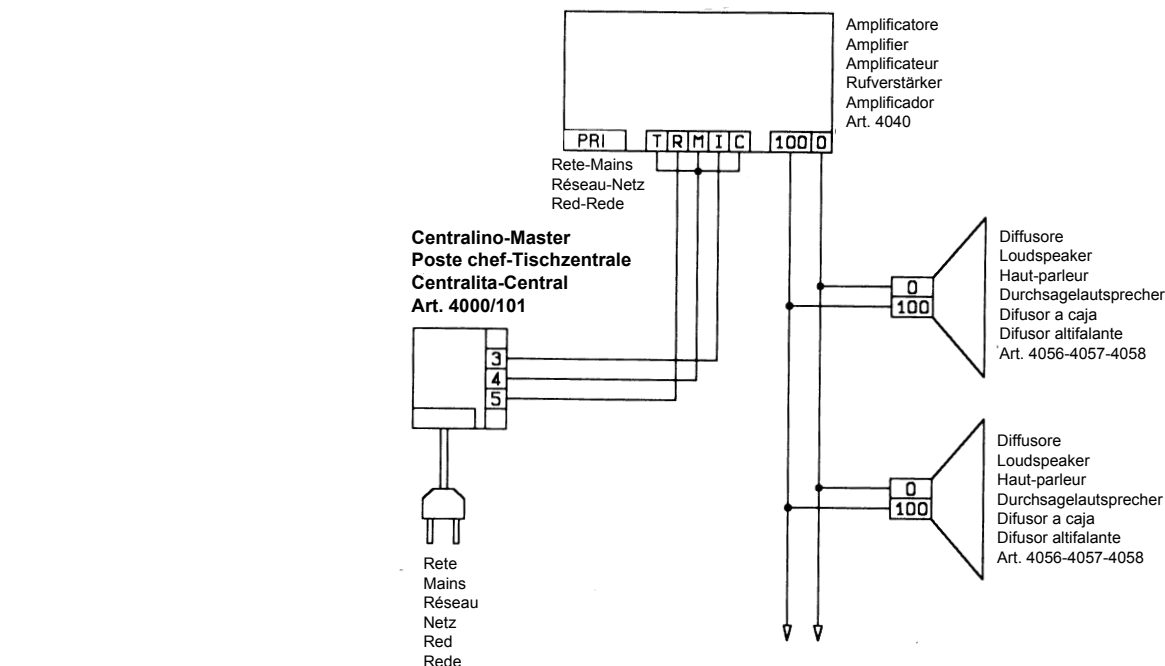 Amplificatore
Amplifier
Amplificateur
Rufverstärker
Amplificador
Art. 4040
PRI T R M I C 100 0
Rete-Mains
Réseau-Netz
Red-Rede
Centralino-Master
Poste chef-Tischzentrale
Centralita-Central
Art. 4000/101
3
4
5
Rete
Mains
Réseau
Netz
Red
Rede
0
100
Diffusore
Loudspeaker
Haut-parleur
Durchsagelautsprecher
Difusor a caja
Difusor altifalante
Art. 4056-4057-4058
0
100
Diffusore
Loudspeaker
Haut-parleur
Durchsagelautsprecher
Difusor a caja
Difusor altifalante
Art. 4056-4057-4058